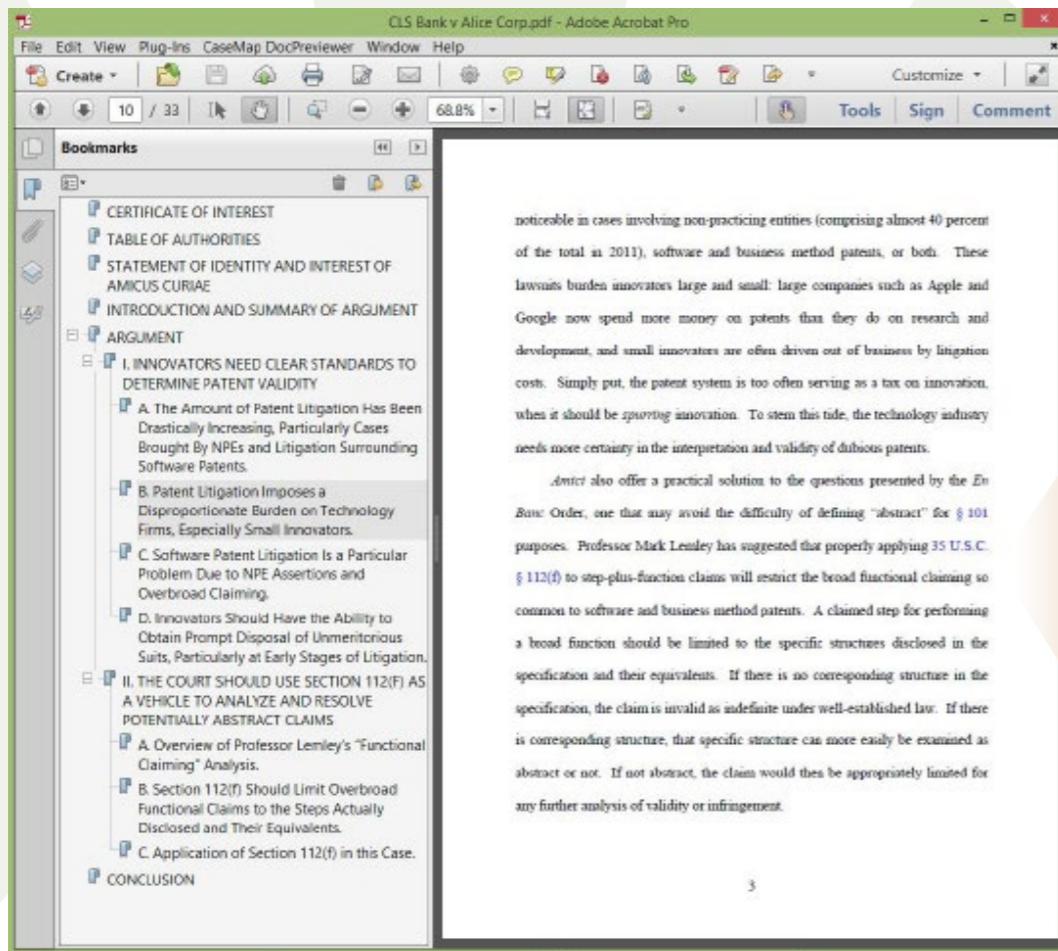 CLS Bank v Alice Corp.pdf - Adobe Acrobat Pro
File Edit View Plug-Ins CaseMap DocPreviewer Window Help
Create Customize
10 / 33 68.8% Tools Sign Comment
Bookmarks
CERTIFICATE OF INTEREST
TABLE OF AUTHORITIES
STATEMENT OF IDENTITY AND INTEREST OF
AMICUS CURIAE
INTRODUCTION AND SUMMARY OF ARGUMENT
ARGUMENT
I. INNOVATORS NEED CLEAR STANDARDS TO
DETERMINE PATENT VALIDITY
A. The Amount of Patent Litigation Has Been
Drastically Increasing, Particularly Cases
Brought By NPEs and Litigation Surrounding
Software Patents.
B. Patent Litigation Imposes a
Disproportionate Burden on Technology
Firms, Especially Small Innovators.
C. Software Patent Litigation Is a Particular
Problem Due to NPE Assertions and
Overbroad Claiming.
D. Innovators Should Have the Ability to
Obtain Prompt Disposal of Unmeritorious
Suits, Particularly at Early Stages of Litigation.
II. THE COURT SHOULD USE SECTION 112(F) AS
A VEHICLE TO ANALYZE AND RESOLVE
POTENTIALLY ABSTRACT CLAIMS
A. Overview of Professor Lemley's "Functional
Claiming" Analysis.
B. Section 112(f) Should Limit Overbroad
Functional Claims to the Steps Actually
Disclosed and Their Equivalents.
C. Application of Section 112(f) in this Case.
CONCLUSION
noticeable in cases involving non-practicing entities (comprising almost 40 percent
of the total in 2011), software and business method patents, or both. These
lawsuits burden innovators large and small: large companies such as Apple and
Google now spend more money on patents than they do on research and
development, and small innovators are often driven out of business by litigation
costs. Simply put, the patent system is too often serving as a tax on innovation,
when it should be spurring innovation. To stem this tide, the technology industry
needs more certainty in the interpretation and validity of dubious patents.
Amici also offer a practical solution to the questions presented by the En
Banc Order, one that may avoid the difficulty of defining "abstract" for § 101
purposes. Professor Mark Lemley has suggested that properly applying 35 U.S.C.
§ 112(f) to step-plus-function claims will restrict the broad functional claiming so
common to software and business method patents. A claimed step for performing
a broad function should be limited to the specific structures disclosed in the
specification and their equivalents. If there is no corresponding structure in the
specification, the claim is invalid as indefinite under well-established law. If there
is corresponding structure, that specific structure can more easily be examined as
abstract or not. If not abstract, the claim would then be appropriately limited for
any further analysis of validity or infringement.
3